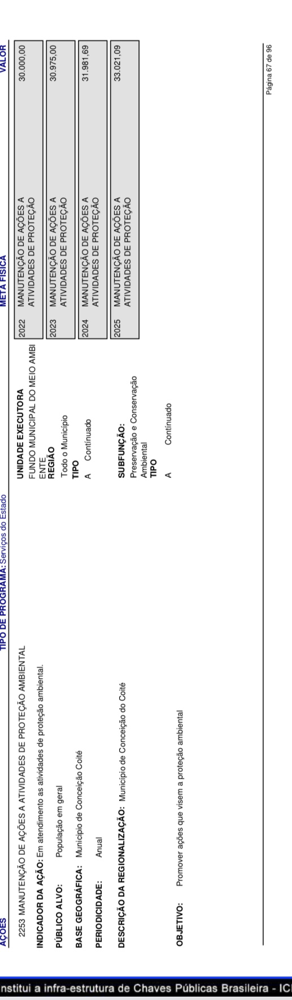 AÇÕES TIPO DE PROGRAMA: Serviços do Estado META FÍSICA VALOR
2253 MANUTENÇÃO DE AÇÕES A ATIVIDADES DE PROTEÇÃO AMBIENTAL
INDICADOR DA AÇÃO: Em atendimento as atividades de proteção ambiental.
PÚBLICO ALVO: População em geral
BASE GEOGRÁFICA: Municipio de Conceição Coité
PERIODICIDADE: Anual
DESCRIÇÃO DA REGIONALIZAÇÃO: Município de Conceição do Coité
OBJETIVO: Promover ações que visem a proteção ambiental
UNIDADE EXECUTORA
FUNDO MUNICIPAL DO MEIO AMBI
ENTE
REGIÃO
Todo o Município
TIPO
A Contínuado
SUBFUNÇÃO:
Preservação e Conservação
Ambiental
TIPO
A Contínuado
2022 MANUTENÇÃO DE AÇÕES A 30.000,00
ATIVIDADES DE PROTEÇÃO
2023 MANUTENÇÃO DE AÇÕES A 30.975,00
ATIVIDADES DE PROTEÇÃO
2024 MANUTENÇÃO DE AÇÕES A 31.981,69
ATIVIDADES DE PROTEÇÃO
2025 MANUTENÇÃO DE AÇÕES A 33.021,09
ATIVIDADES DE PROTEÇÃO
Página 67 de 96
nstitui a infra-estrutura de Chaves Públicas Brasileira - IC